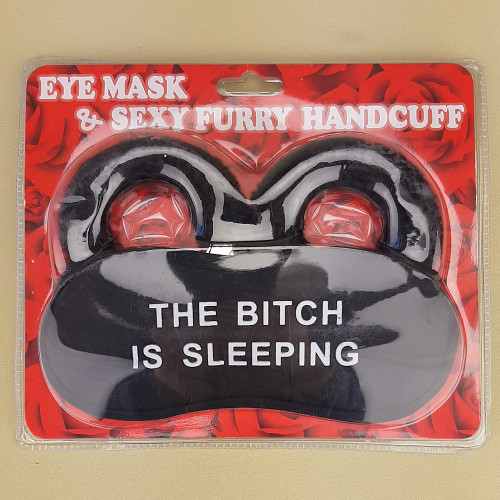 EYE MASK
& SEXY FURRY HANDCUFF
THE BITCH
IS SLEEPING